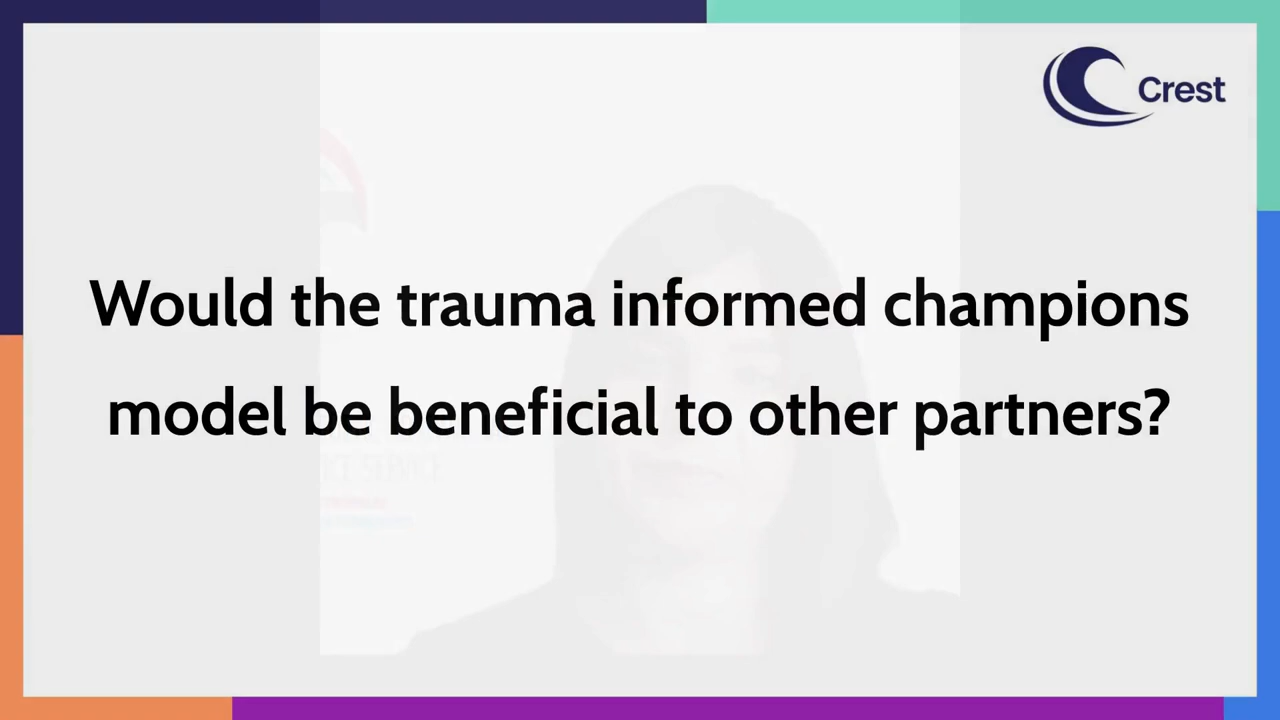 Crest
Would the trauma informed champions
model be beneficial to other partners?